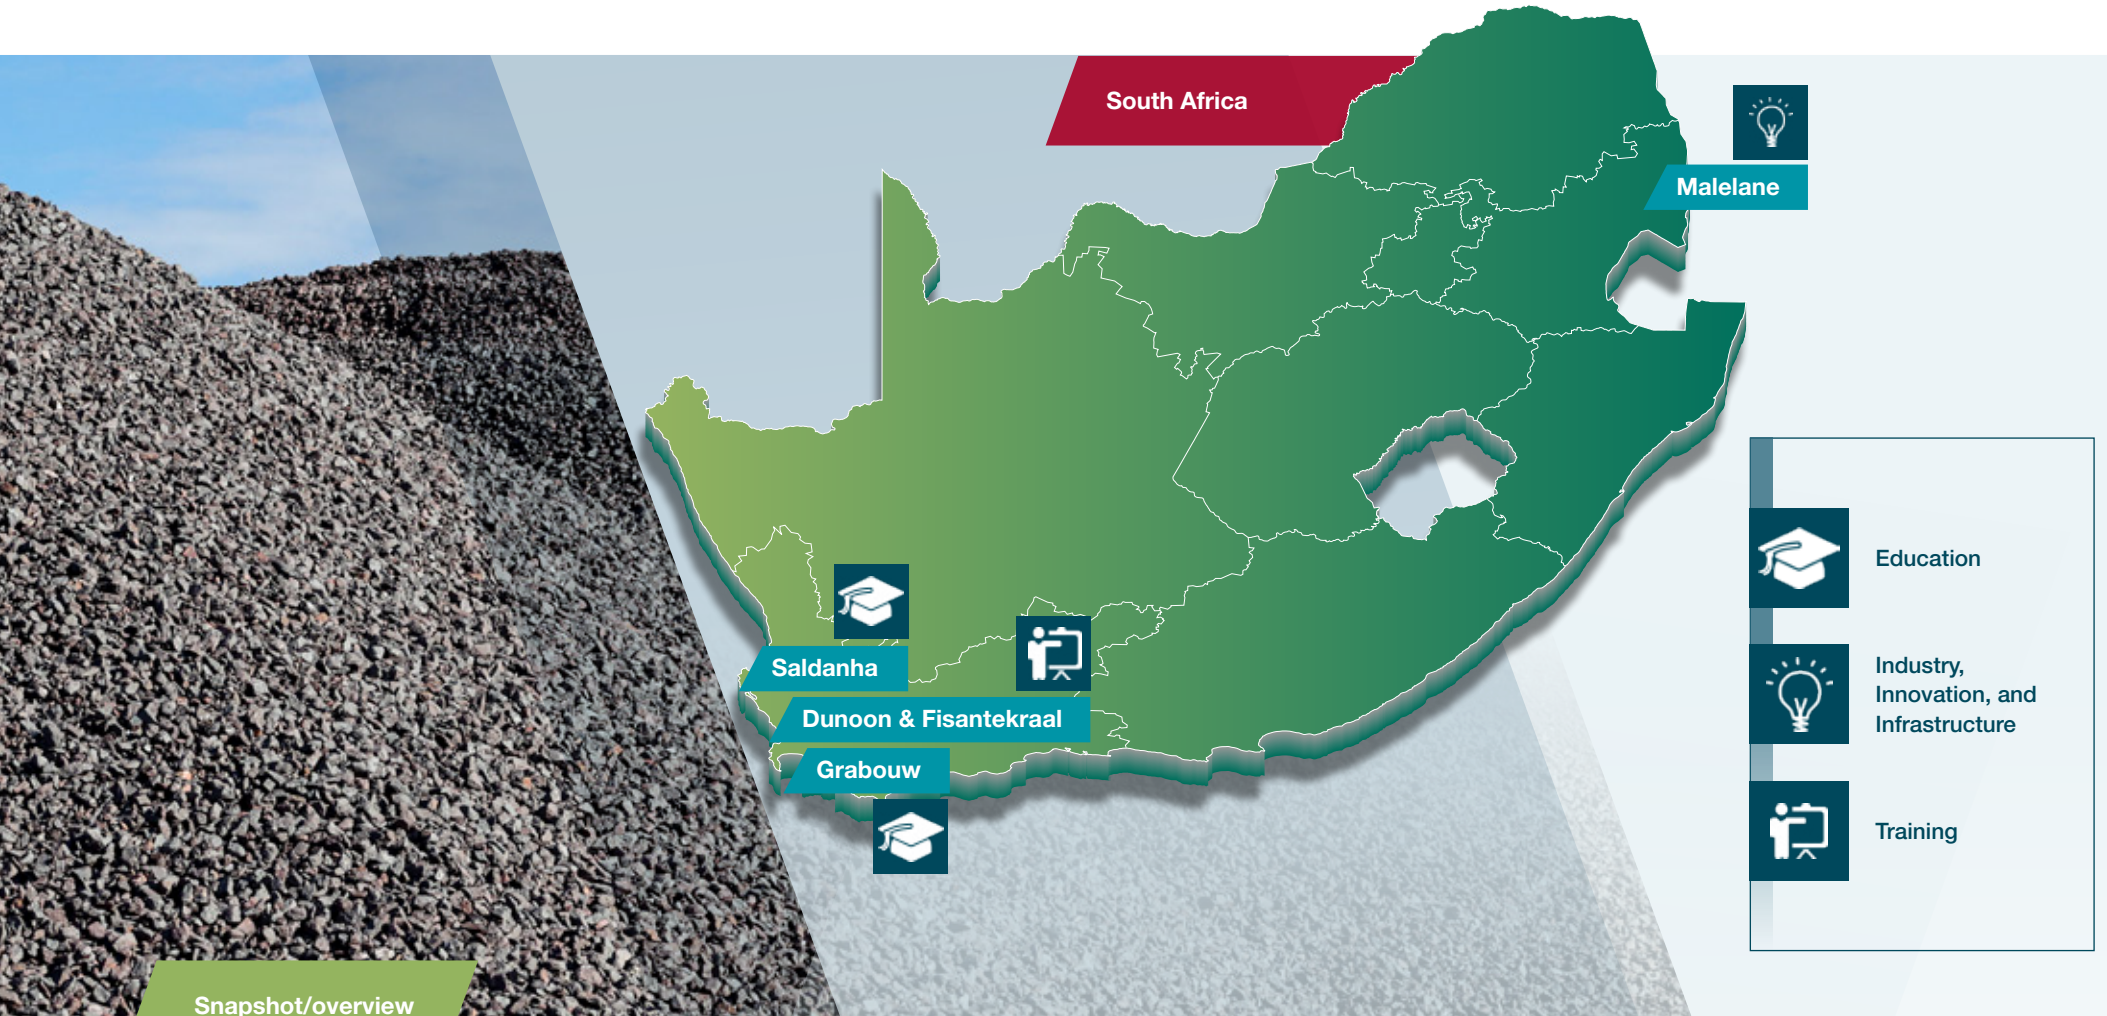 South Africa
Malelane
Saldanha
Dunoon & Fisantekraal
Grabouw
Education
Industry,
Innovation, and
Infrastructure
Training
Snapshot/overview